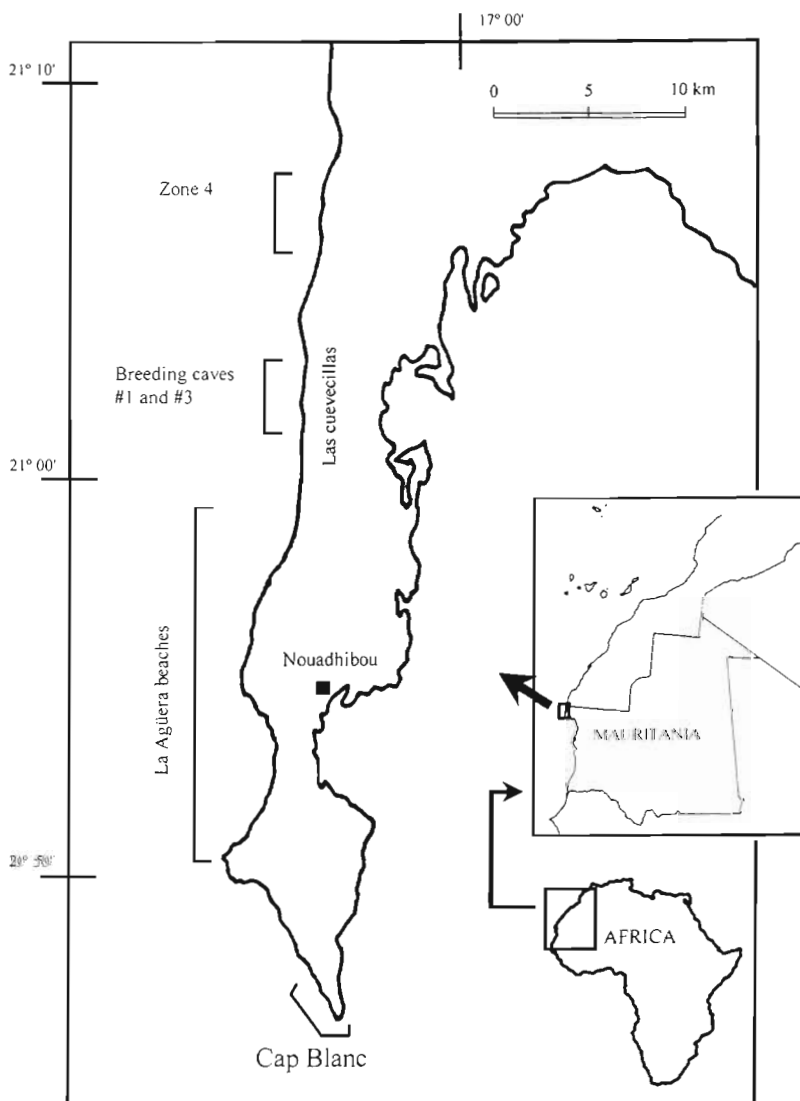 17° 00'
21° 10'
0 5 10 km
Zone 4
Breeding caves
#1 and #3
Las cuevecillas
21° 00'
La Agüera beaches
Nouadhibou
MAURITANIA
AFRICA
Cap Blanc